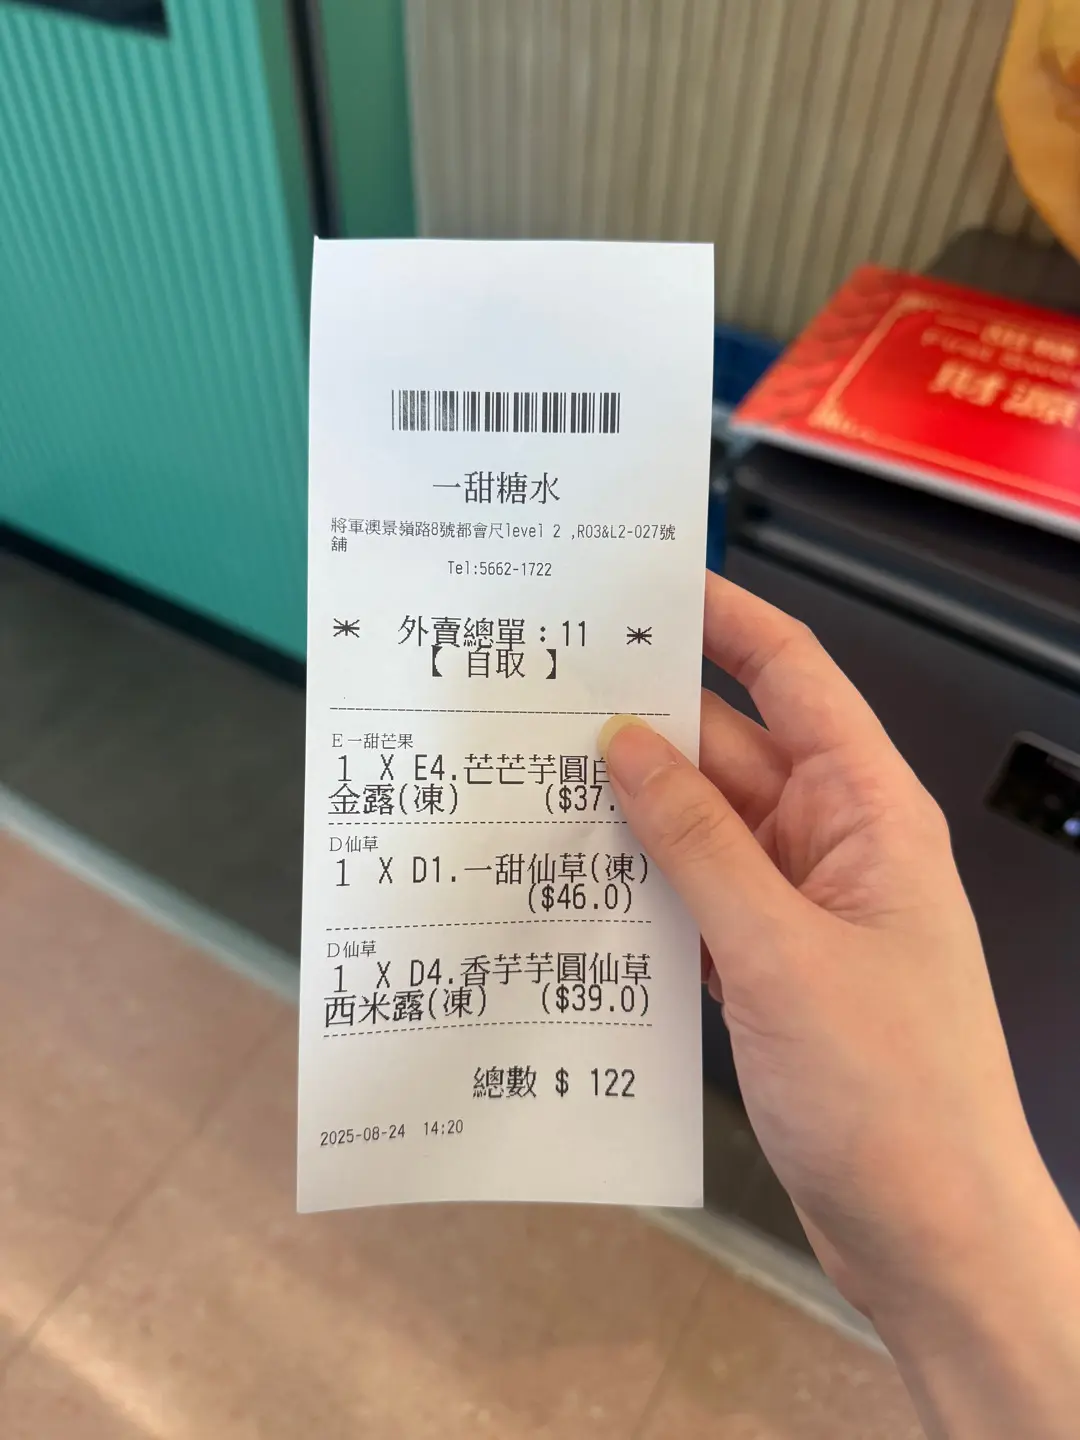 一甜糖水
將軍澳景嶺路8號都會尺level 2 ,R03&L2-027號
舖
Tel:5662-1722
* 外賣總單:11 *
【 自取 】
E一甜芒果
1 X E4.芒芒芋圓白
金露(凍) ($37.
D仙草
1 X D1.一甜仙草(凍)
($46.0)
D仙草
1 X D4.香芋芋圓仙草
西米露(凍) ($39.0)
總數 $ 122
2025-08-24 14:20
財源